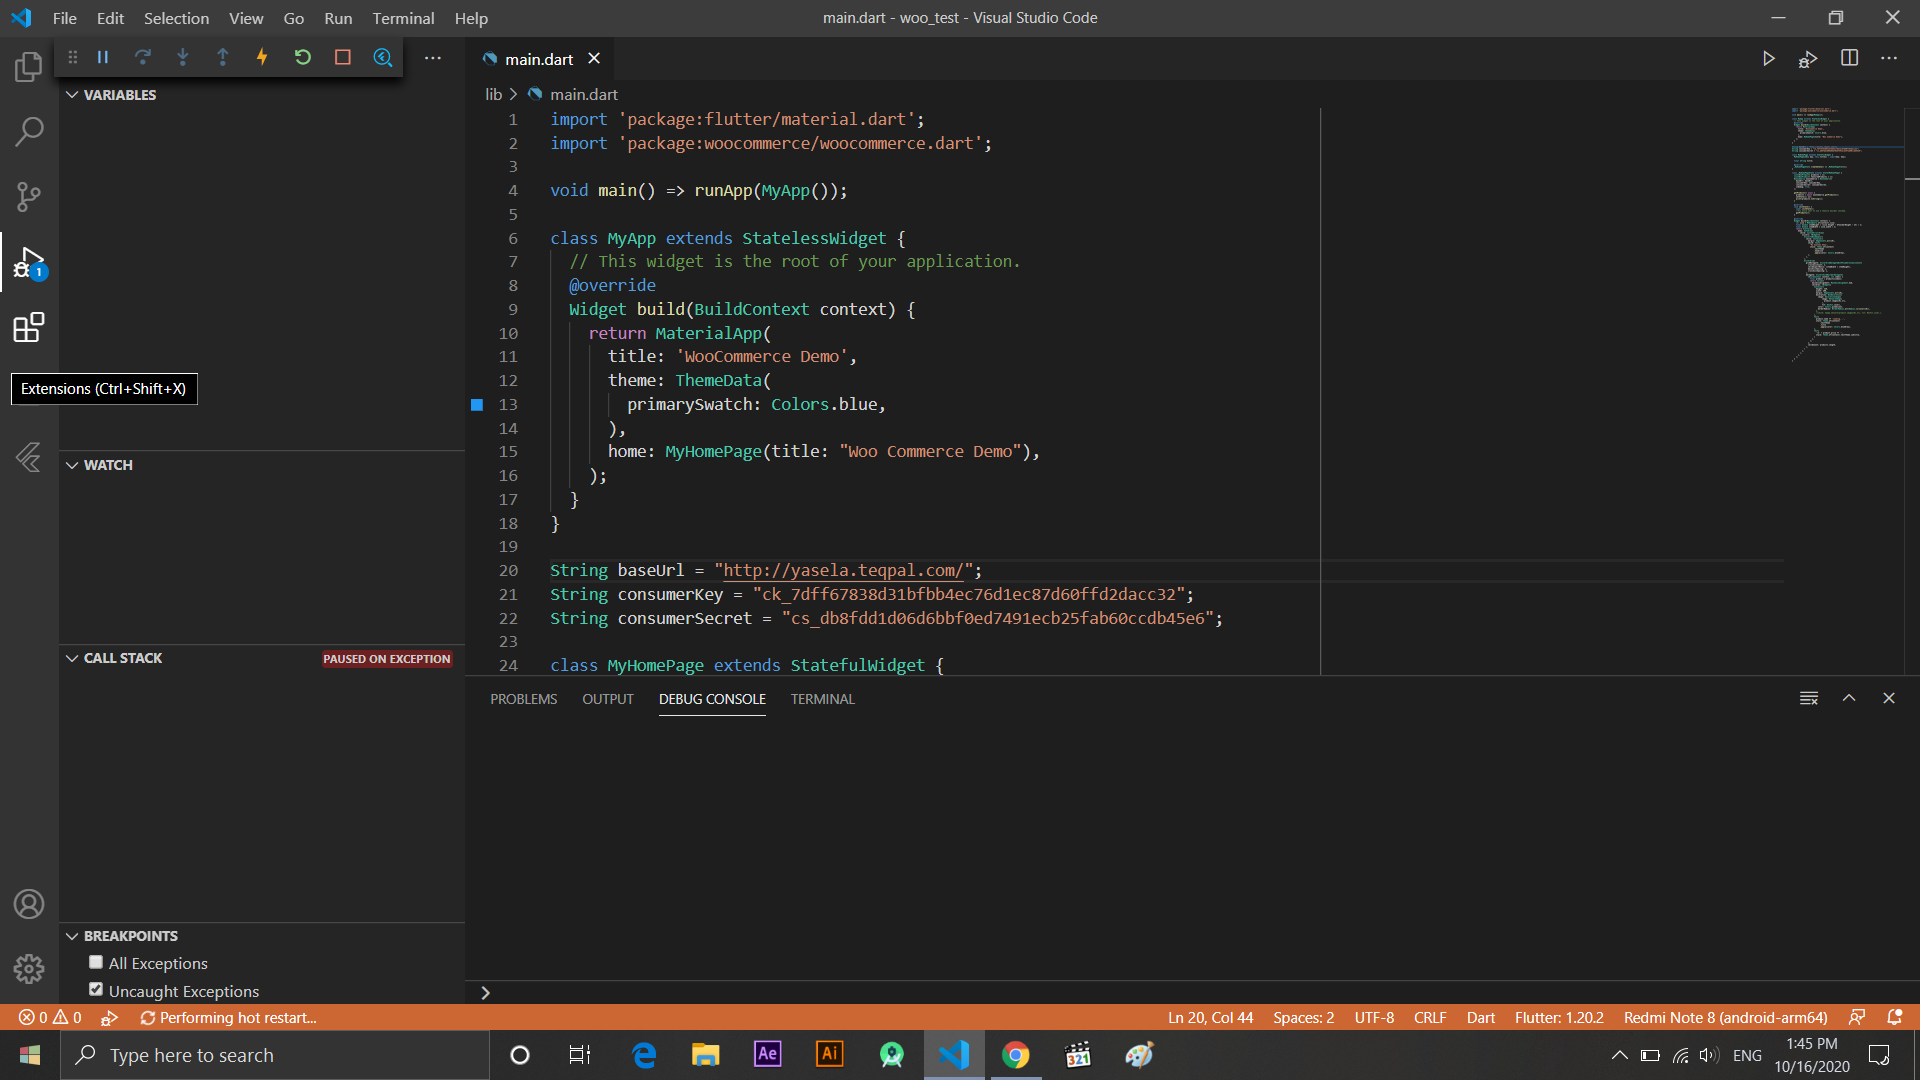 File Edit Selection View Go Run Terminal Help
main.dart - woo_test - Visual Studio Code
main.dart
VARIABLES
lib > main.dart
1 import 'package:flutter/material.dart';
2 import 'package:woocommerce/woocommerce.dart';
3
4 void main() => runApp(MyApp());
5
6 class MyApp extends StatelessWidget {
7 // This widget is the root of your application.
8 @override
9 Widget build(BuildContext context) {
10 return MaterialApp(
11 title: 'WooCommerce Demo',
12 theme: ThemeData(
13 primarySwatch: Colors.blue,
14 ),
15 home: MyHomePage(title: "Woo Commerce Demo"),
16 );
17 }
18 }
19
20 String baseUrl = "http://yasela.teqpal.com/";
21 String consumerKey = "ck_7dff67838d31bfbb4ec76d1ec87d60ffd2dacc32";
22 String consumerSecret = "cs_db8fdd1d06d6bbf0ed7491ecb25fab60ccdb45e6";
23
24 class MyHomePage extends StatefulWidget {
1
Extensions (Ctrl+Shift+X)
WATCH
CALL STACK
PAUSED ON EXCEPTION
PROBLEMS OUTPUT DEBUG CONSOLE TERMINAL
BREAKPOINTS
All Exceptions
Uncaught Exceptions
0 0 Performing hot restart...
Ln 20, Col 44 Spaces: 2 UTF-8 CRLF Dart Flutter: 1.20.2 Redmi Note 8 (android-arm64)
Type here to search
Ae
Ai
321
ENG
1:45 PM
10/16/2020